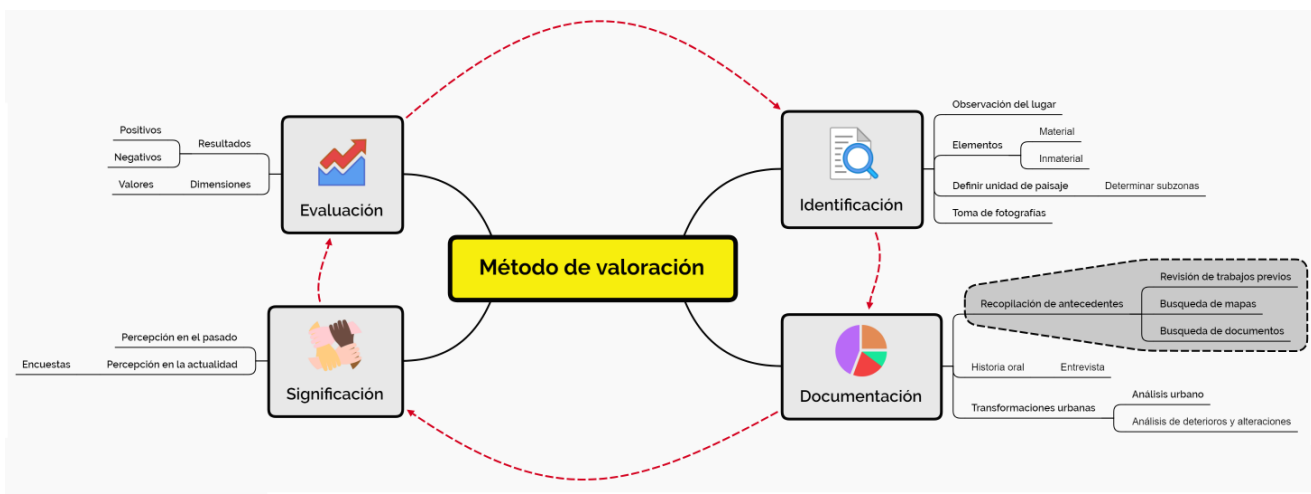 Método de valoración
Identificación
Observación del lugar
Elementos
Material
Inmaterial
Definir unidad de paisaje
Determinar subzonas
Toma de fotografias
Documentación
Recopilación de antecedentes
Revisión de trabajos previos
Busqueda de mapas
Busqueda de documentos
Historia oral
Entrevista
Transformaciones urbanas
Análisis urbano
Análisis de deterioros y alteraciones
Significación
Percepción en el pasado
Percepción en la actualidad
Encuestas
Evaluación
Resultados
Positivos
Negativos
Dimensiones
Valores